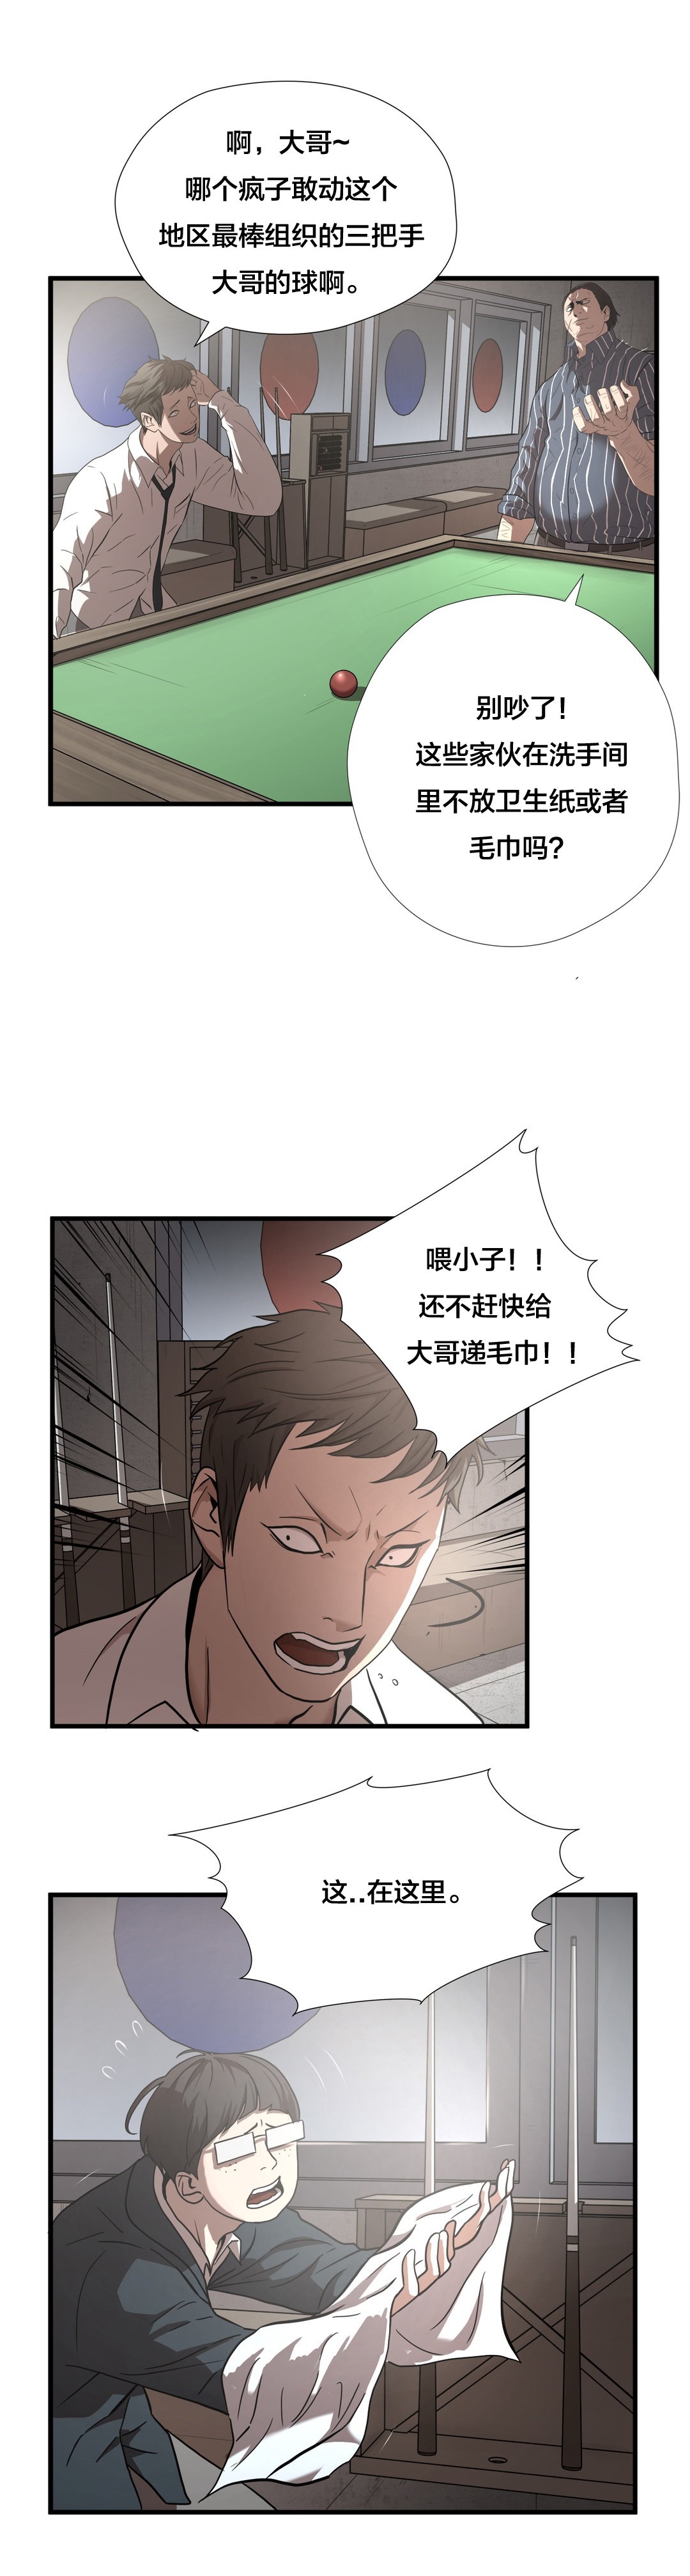 啊，大哥~
哪个疯子敢动这个
地区最棒组织的三把手
大哥的球啊。
别吵了!
这些家伙在洗手间
里不放卫生纸或者
毛巾吗?
喂小子！！
还不赶快给
大哥递毛巾！！
这..在这里。